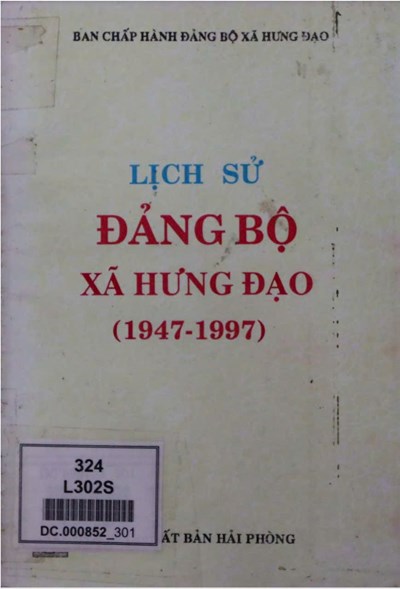 BAN CHẤP HÀNH ĐẢNG BỘ XÃ HƯNG ĐẠO
LỊCH SỬ
ĐẢNG BỘ
XÃ HƯNG ĐẠO
(1947-1997)
324
L302S
DC.000852_301
ẤT BẢN HẢI PHÒNG